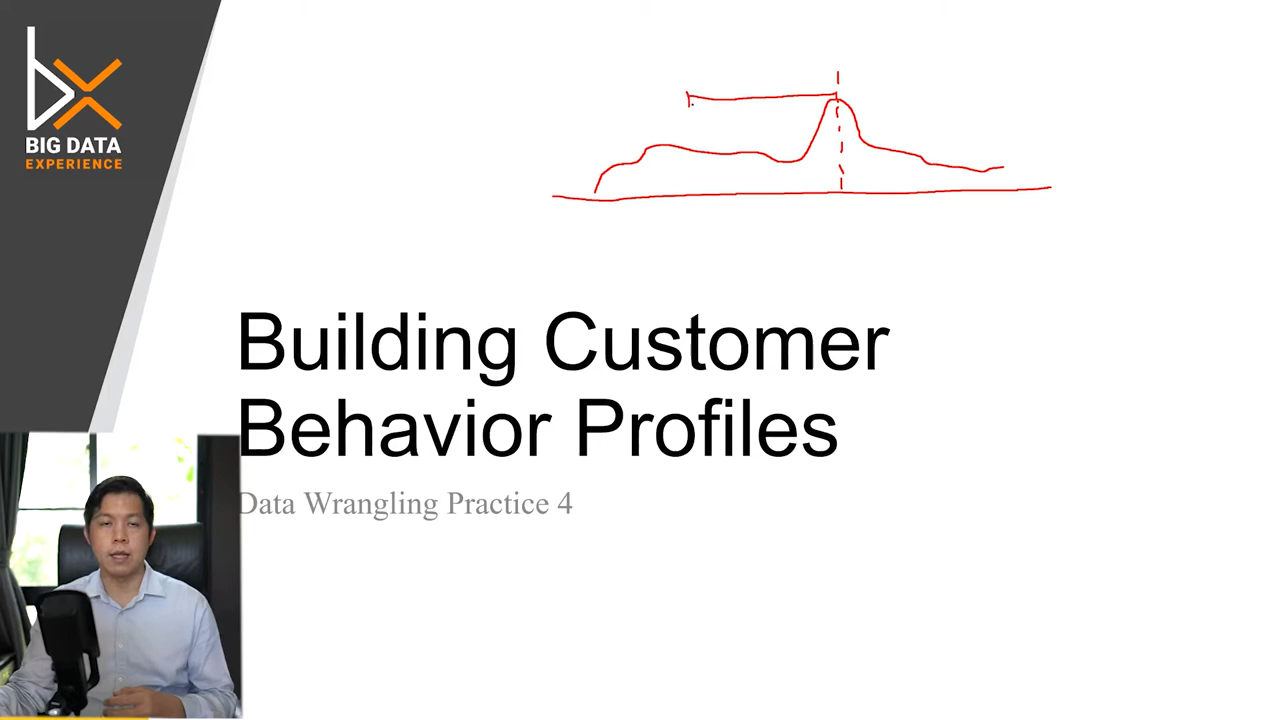 BIG DATA
EXPERIENCE
Building Customer
Behavior Profiles
Data Wrangling Practice 4